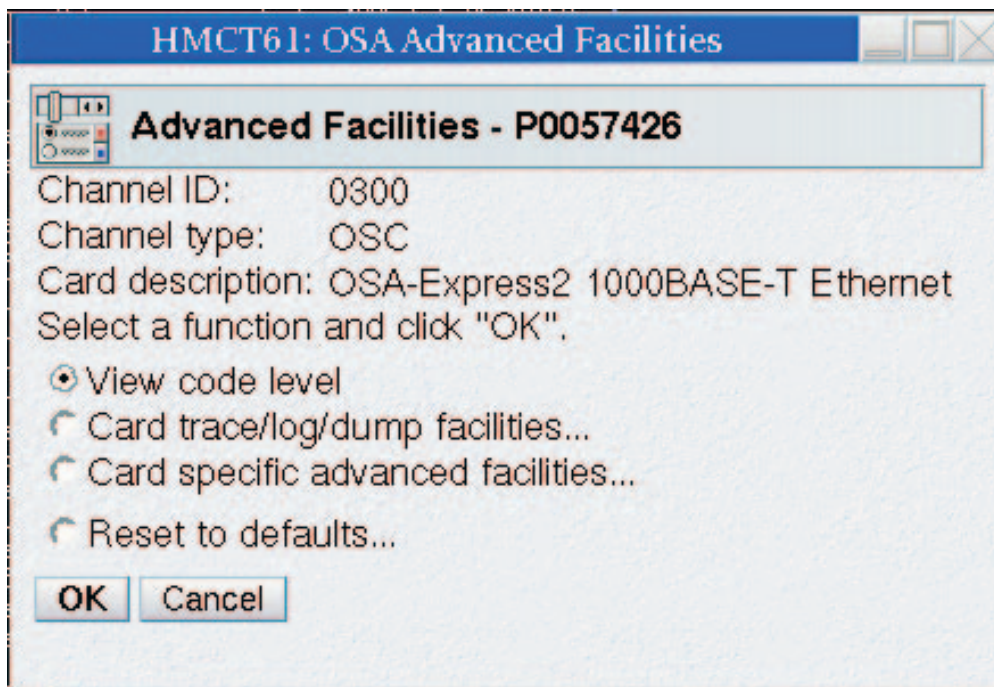 HMCT61: OSA Advanced Facilities
Advanced Facilities - P0057426
Channel ID: 0300
Channel type: OSC
Card description: OSA-Express2 1000BASE-T Ethernet
Select a function and click "OK".
View code level
Card trace/log/dump facilities...
Card specific advanced facilities...
Reset to defaults...
OK Cancel